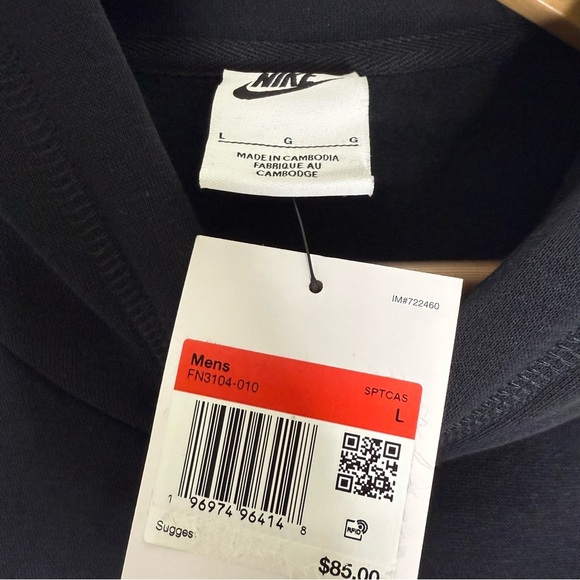 NIKE
L G G
MADE IN CAMBODIA
FABRIQUE AU
CAMBODGE
IM#722460
Mens
FN3104-010
SPTCAS
L
1 96974 96414 8
RFID
Sugges
$85.00